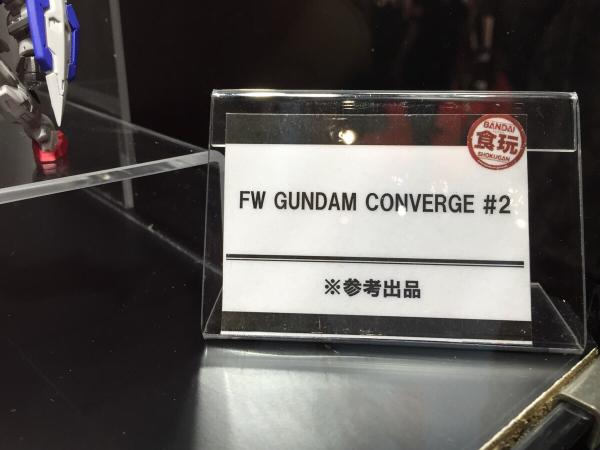 BANDAI
食玩
SHOKUGAN
FW GUNDAM CONVERGE #2
※参考出品